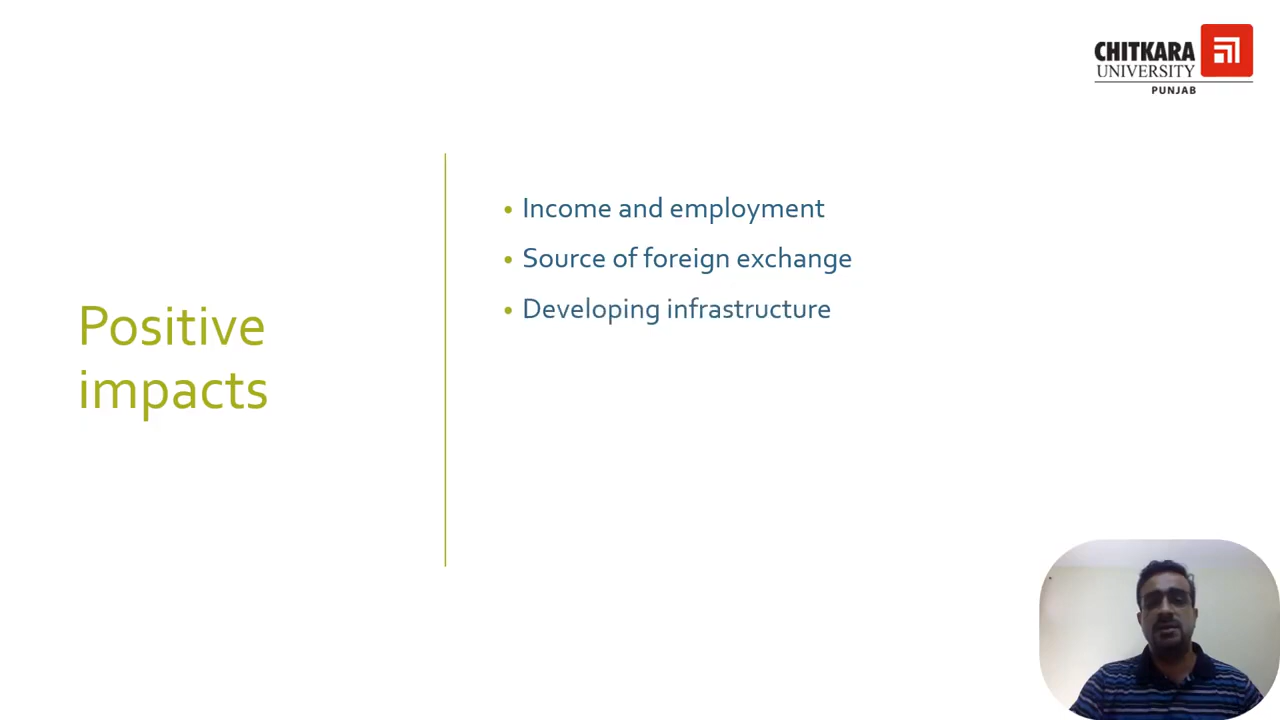 CHITKARA
UNIVERSITY
PUNJAB
Positive
impacts
• Income and employment
• Source of foreign exchange
• Developing infrastructure